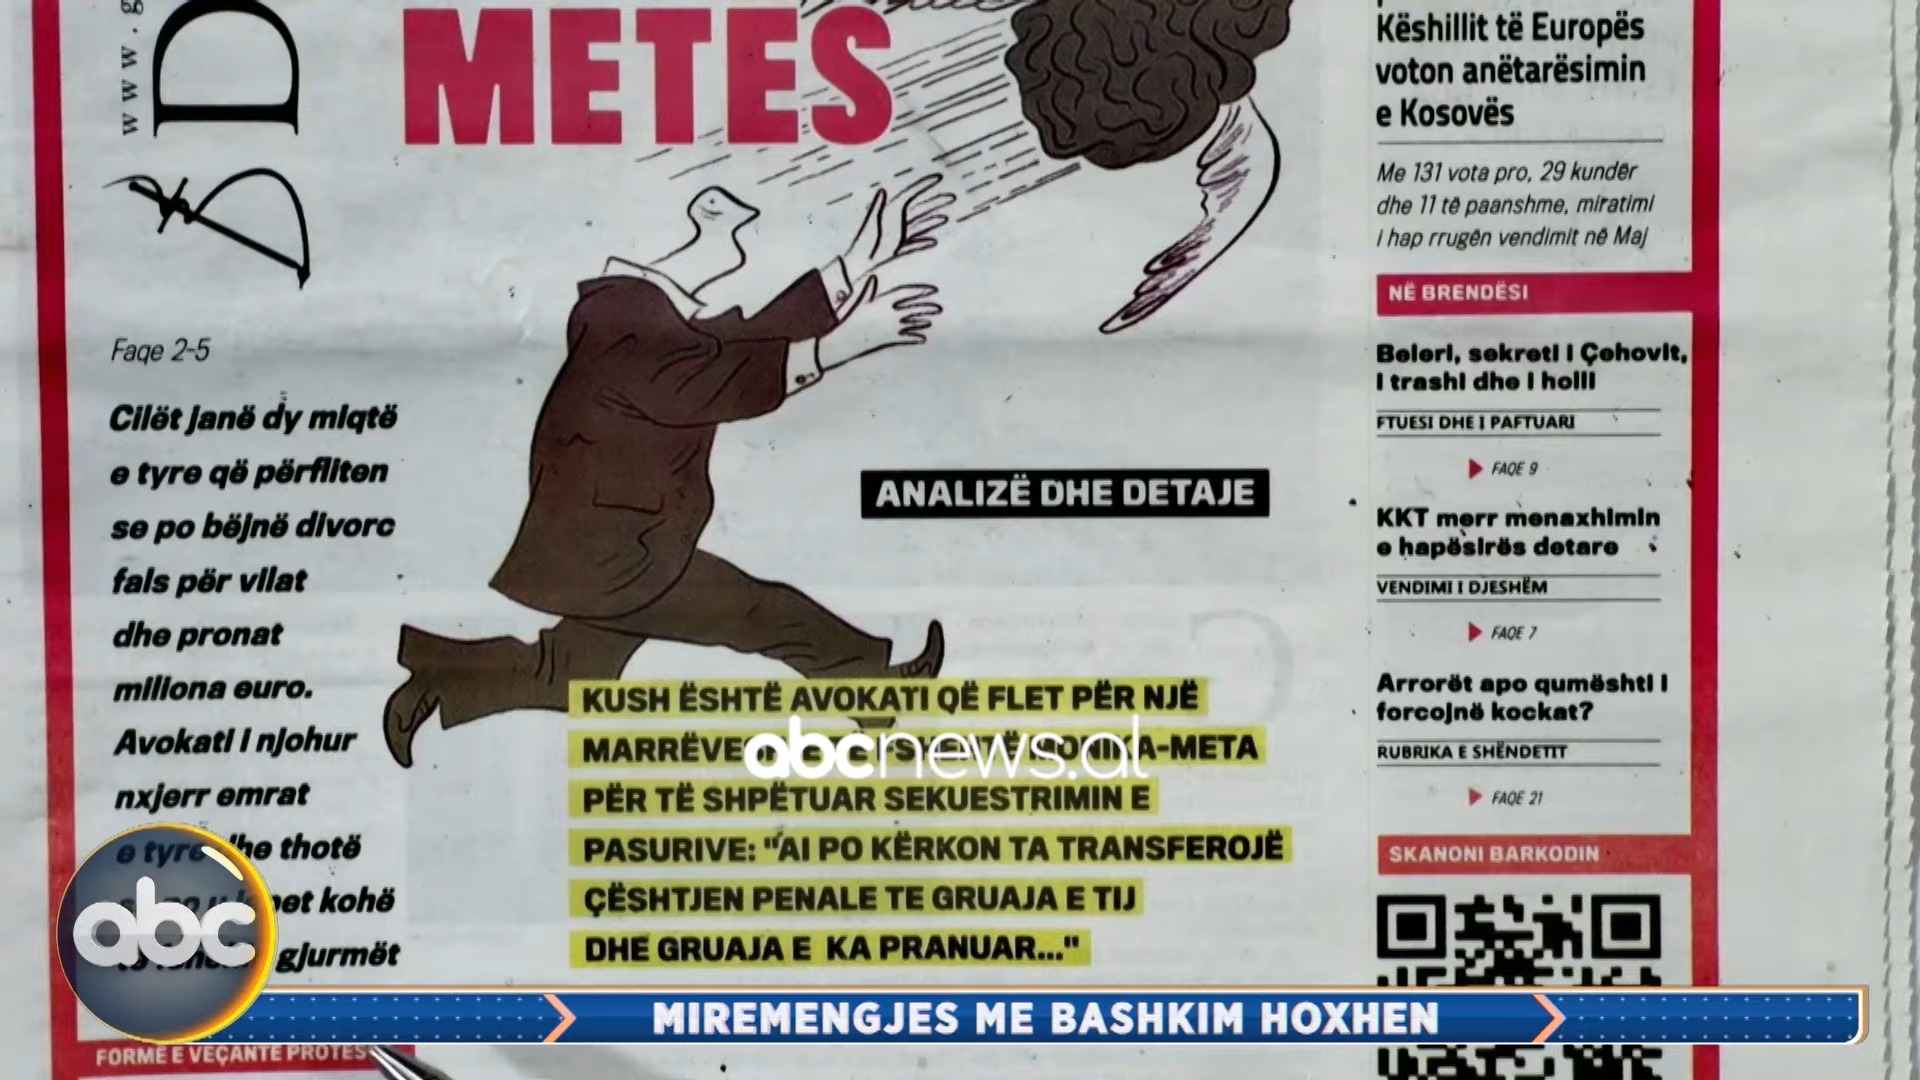 www.g
D
METES
Faqe 2-5
Cilët janë dy miqtë
e tyre që përfliten
se po bëjnë divorc
fals për vilat
dhe pronat
miliona euro.
Avokati i njohur
nxjerr emrat
e tyre dhe thotë
kohë
gjurmët
ANALIZË DHE DETAJE
KUSH ËSHTË AVOKATI QË FLET PËR NJË
MONIKA-META
PËR TË SHPËTUAR SEKUESTRIMIN E
PASURIVE: "AI PO KËRKON TA TRANSFEROJË
ÇËSHTJEN PENALE TE GRUAJA E TIJ
DHE GRUAJA E KA PRANUAR..."
abcnews.al
Këshillit të Europës
voton anëtarësimin
e Kosovës
Me 131 vota pro, 29 kundër
dhe 11 të paanshme, miratimi
i hap rrugën vendimit në Maj
NË BRENDËSI
Beleri, sekreti i Çehovit,
i trashi dhe i holli
FTUESI DHE I PAFTUARI
FAQE 9
KKT merr menaxhimin
e hapësirës detare
VENDIMI I DJESHËM
FAQE 7
Arrorët apo qumështi i
forcojnë kockat?
RUBRIKA E SHËNDETIT
FAQE 21
SKANONI BARKODIN
abc
MIREMENGJES ME BASHKIM HOXHEN
FORMË E VEÇANTË PROTES